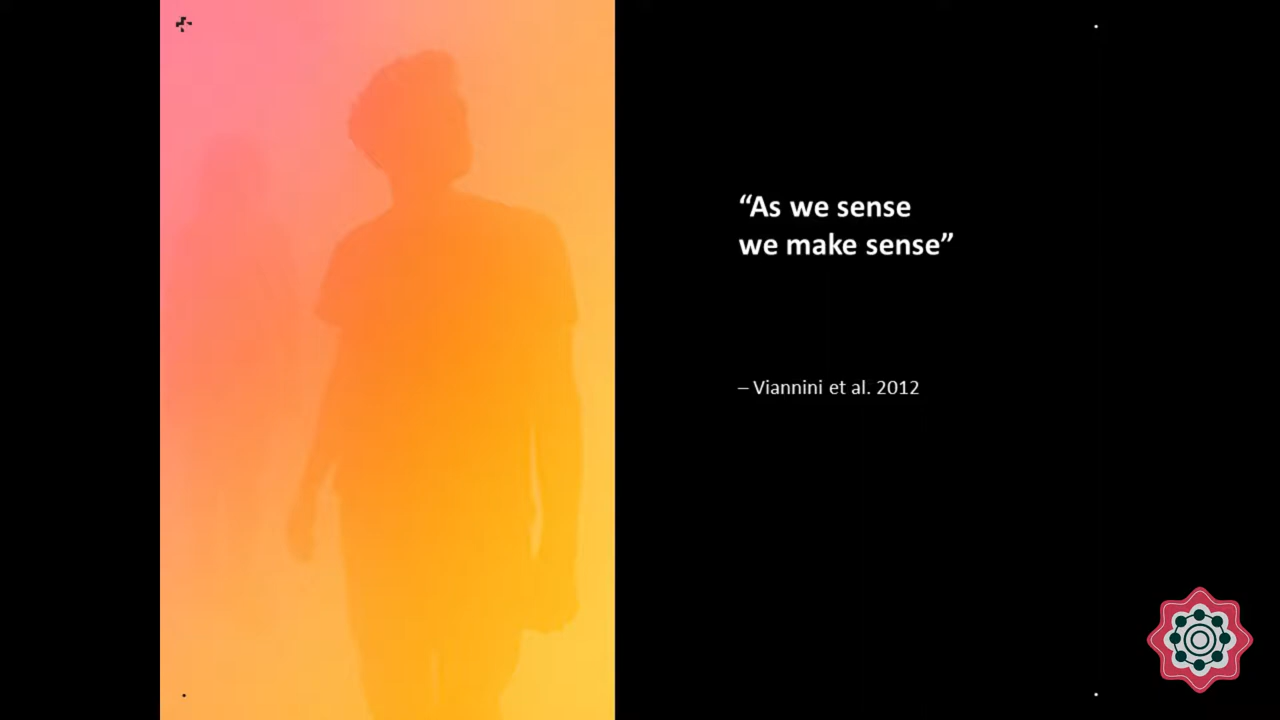 “As we sense
we make sense”
– Viannini et al. 2012